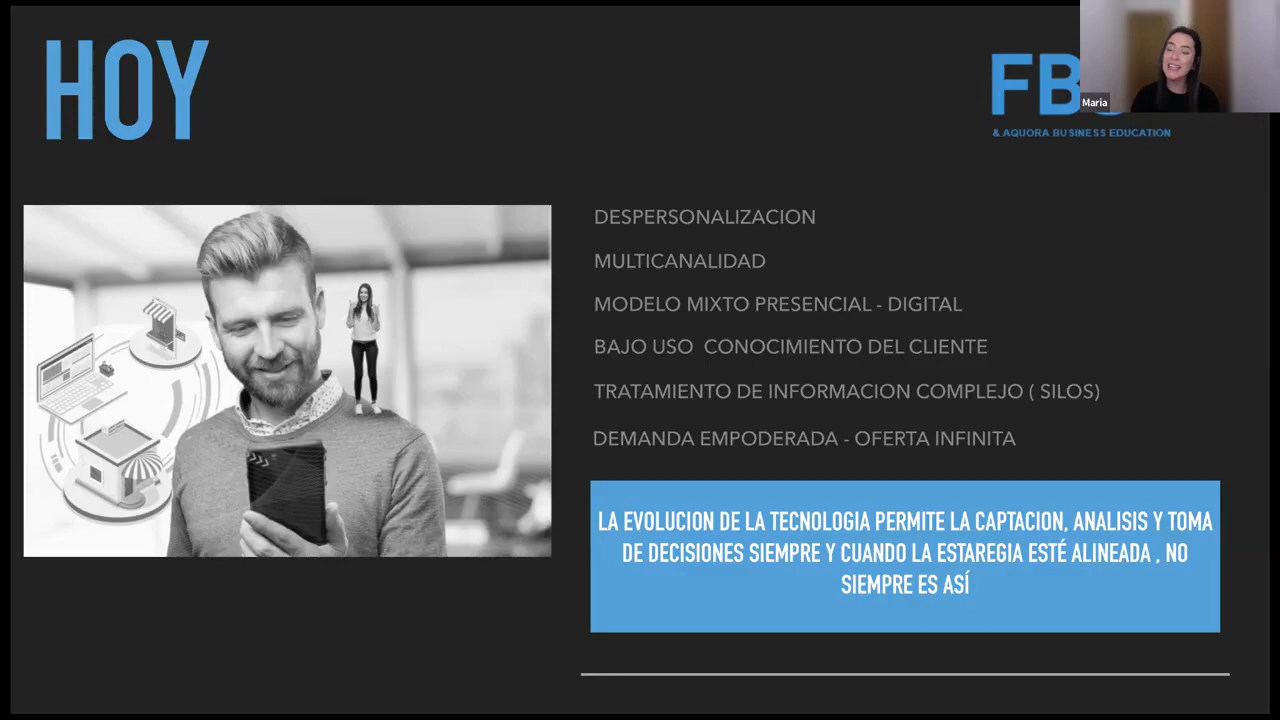 HOY
FB
Maria
& AQUORA BUSINESS EDUCATION
DESPERSONALIZACION
MULTICANALIDAD
MODELO MIXTO PRESENCIAL - DIGITAL
BAJO USO CONOCIMIENTO DEL CLIENTE
TRATAMIENTO DE INFORMACION COMPLEJO ( SILOS)
DEMANDA EMPODERADA - OFERTA INFINITA
LA EVOLUCION DE LA TECNOLOGIA PERMITE LA CAPTACION, ANALISIS Y TOMA
DE DECISIONES SIEMPRE Y CUANDO LA ESTAREGIA ESTÉ ALINEADA , NO
SIEMPRE ES ASÍ